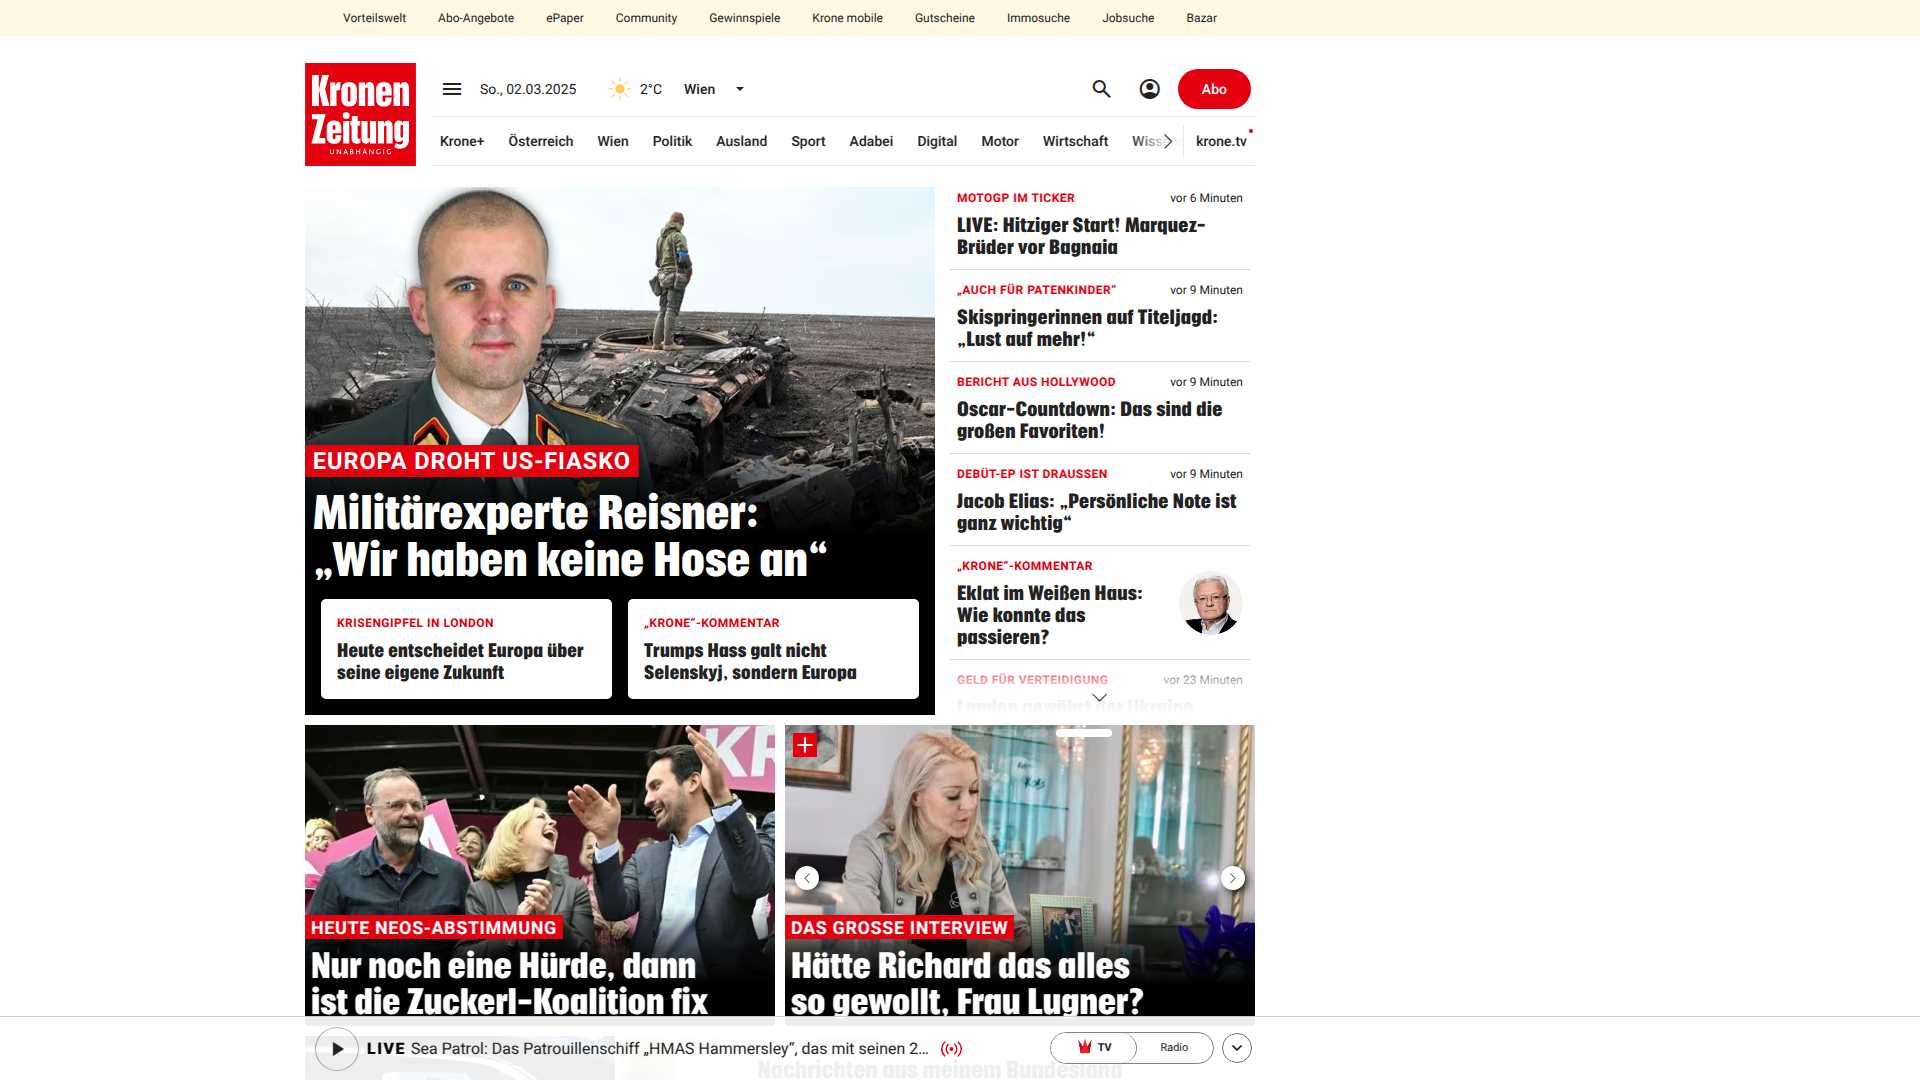 Vorteilswelt Abo-Angebote ePaper Community Gewinnspiele Krone mobile Gutscheine Immosuche Jobsuche Bazar
Kronen
Zeitung
UNABHÄNGIG
So., 02.03.2025 2°C Wien
Abo
Krone+ Österreich Wien Politik Ausland Sport Adabei Digital Motor Wirtschaft krone.tv
EUROPA DROHT US-FIASKO
Militärexperte Reisner:
„Wir haben keine Hose an“
KRISENGIPFEL IN LONDON
Heute entscheidet Europa über
seine eigene Zukunft
„KRONE“-KOMMENTAR
Trumps Hass galt nicht
Selenskyj, sondern Europa
MOTOGP IM TICKER vor 6 Minuten
LIVE: Hitziger Start! Marquez-
Brüder vor Bagnaia
„AUCH FÜR PATENKINDER“ vor 9 Minuten
Skispringerinnen auf Titeljagd:
„Lust auf mehr!“
BERICHT AUS HOLLYWOOD vor 9 Minuten
Oscar-Countdown: Das sind die
großen Favoriten!
DEBÜT-EP IST DRAUSSEN vor 9 Minuten
Jacob Elias: „Persönliche Note ist
ganz wichtig“
„KRONE“-KOMMENTAR
Eklat im Weißen Haus:
Wie konnte das
passieren?
GELD FÜR VERTEIDIGUNG vor 23 Minuten
London gewährt der Ukraine
HEUTE NEOS-ABSTIMMUNG
Nur noch eine Hürde, dann
ist die Zuckerl-Koalition fix
DAS GROSSE INTERVIEW
Hätte Richard das alles
so gewollt, Frau Lugner?
LIVE Sea Patrol: Das Patrouillenschiff „HMAS Hammersley“, das mit seinen 2...
TV
Radio
Nachrichten aus meinem Bundesland